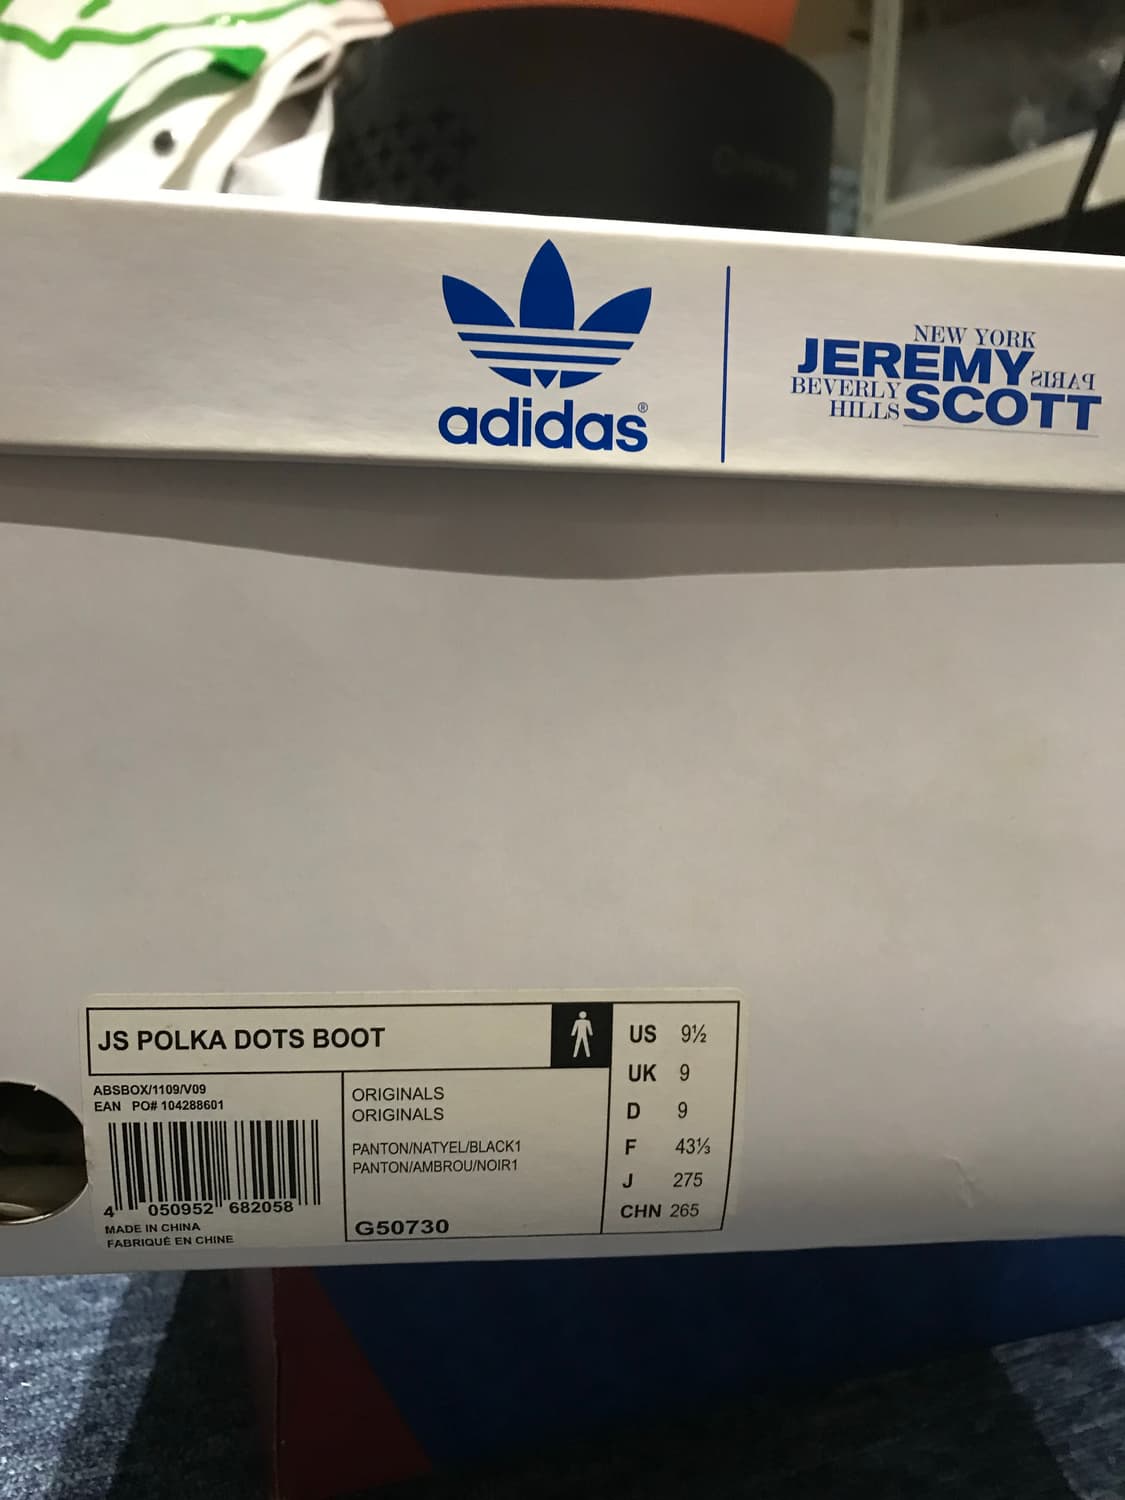 adidas®
NEW YORK
JEREMY
PARIS
BEVERLY
HILLS
SCOTT
JS POLKA DOTS BOOT
ABSBOX/1109/V09
EAN PO# 104288601
4 050952 682058
MADE IN CHINA
FABRIQUÉ EN CHINE
ORIGINALS
ORIGINALS
PANTON/NATYEL/BLACK1
PANTON/AMBROU/NOIR1
G50730
US 9½
UK 9
D 9
F 43⅓
J 275
CHN 265